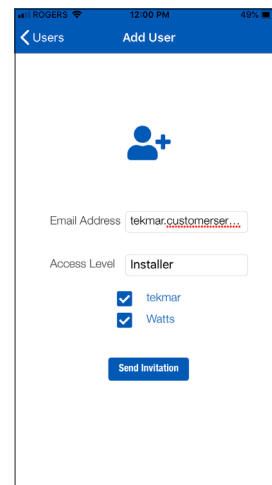 ROGERS 12:00 PM 49%
Users Add User
Email Address tekmar.customerser...
Access Level Installer
tekmar
Watts
Send Invitation